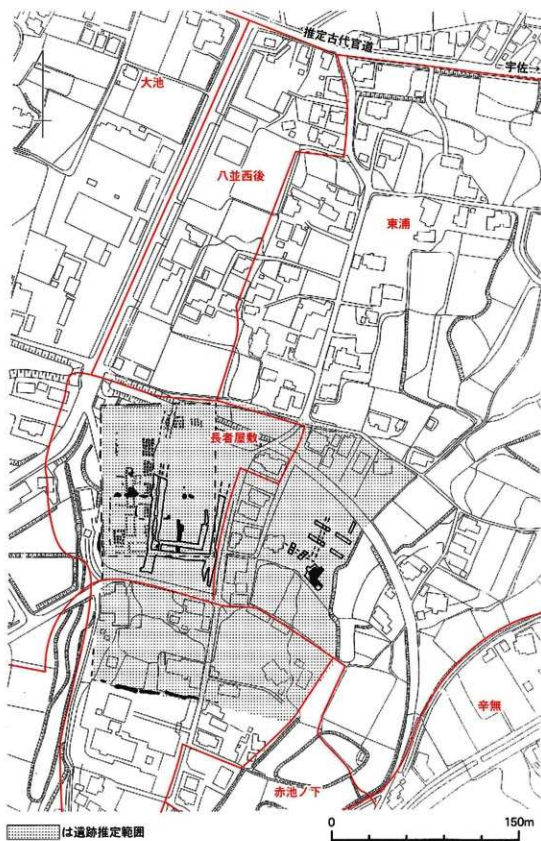 推定古代官道
宇佐→
大池
八並西後
東浦
長者屋敷
辛無
赤池ノ下
は遺跡推定範囲
0 150m